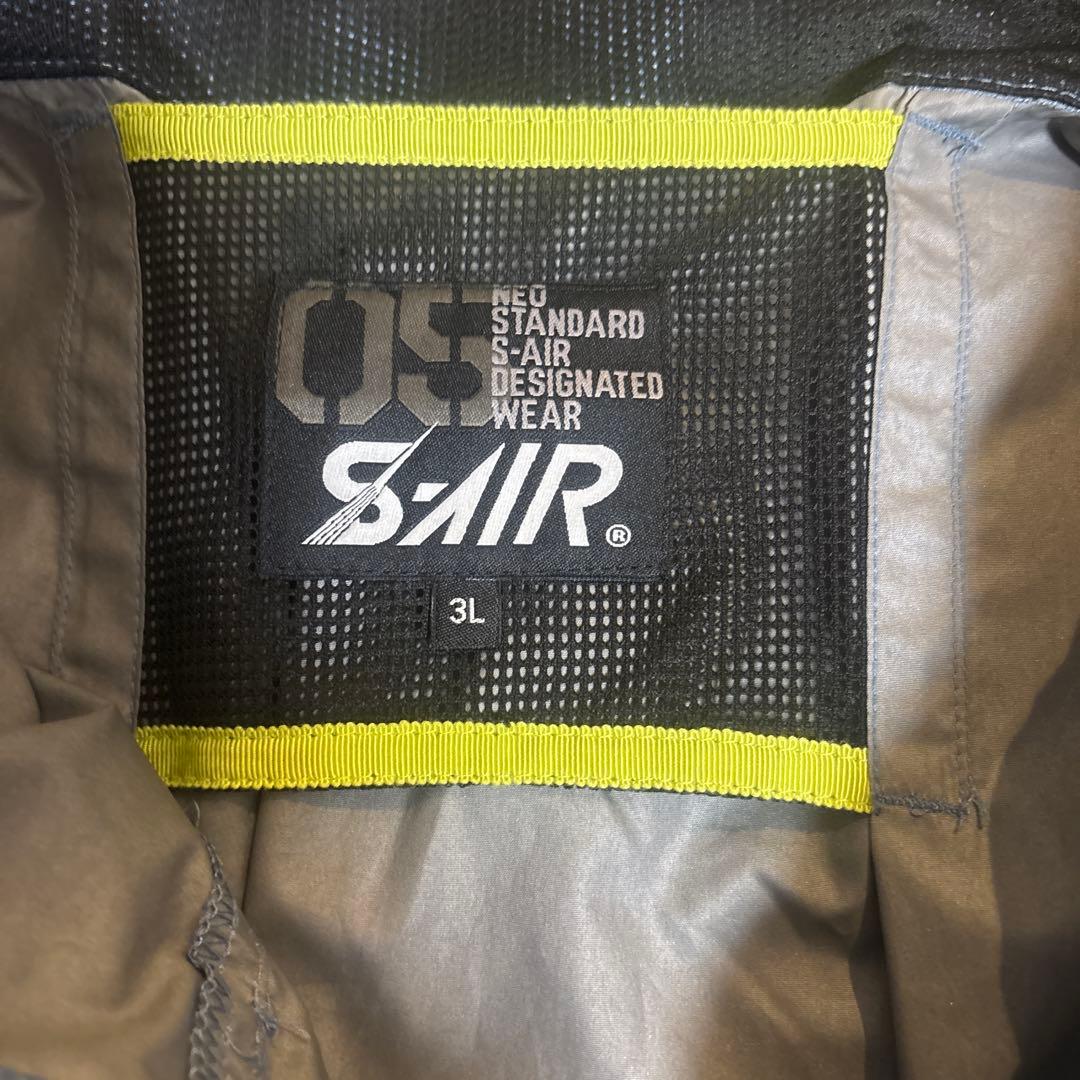 05
NEO
STANDARD
S-AIR
DESIGNATED
WEAR
S-AIR®
3L